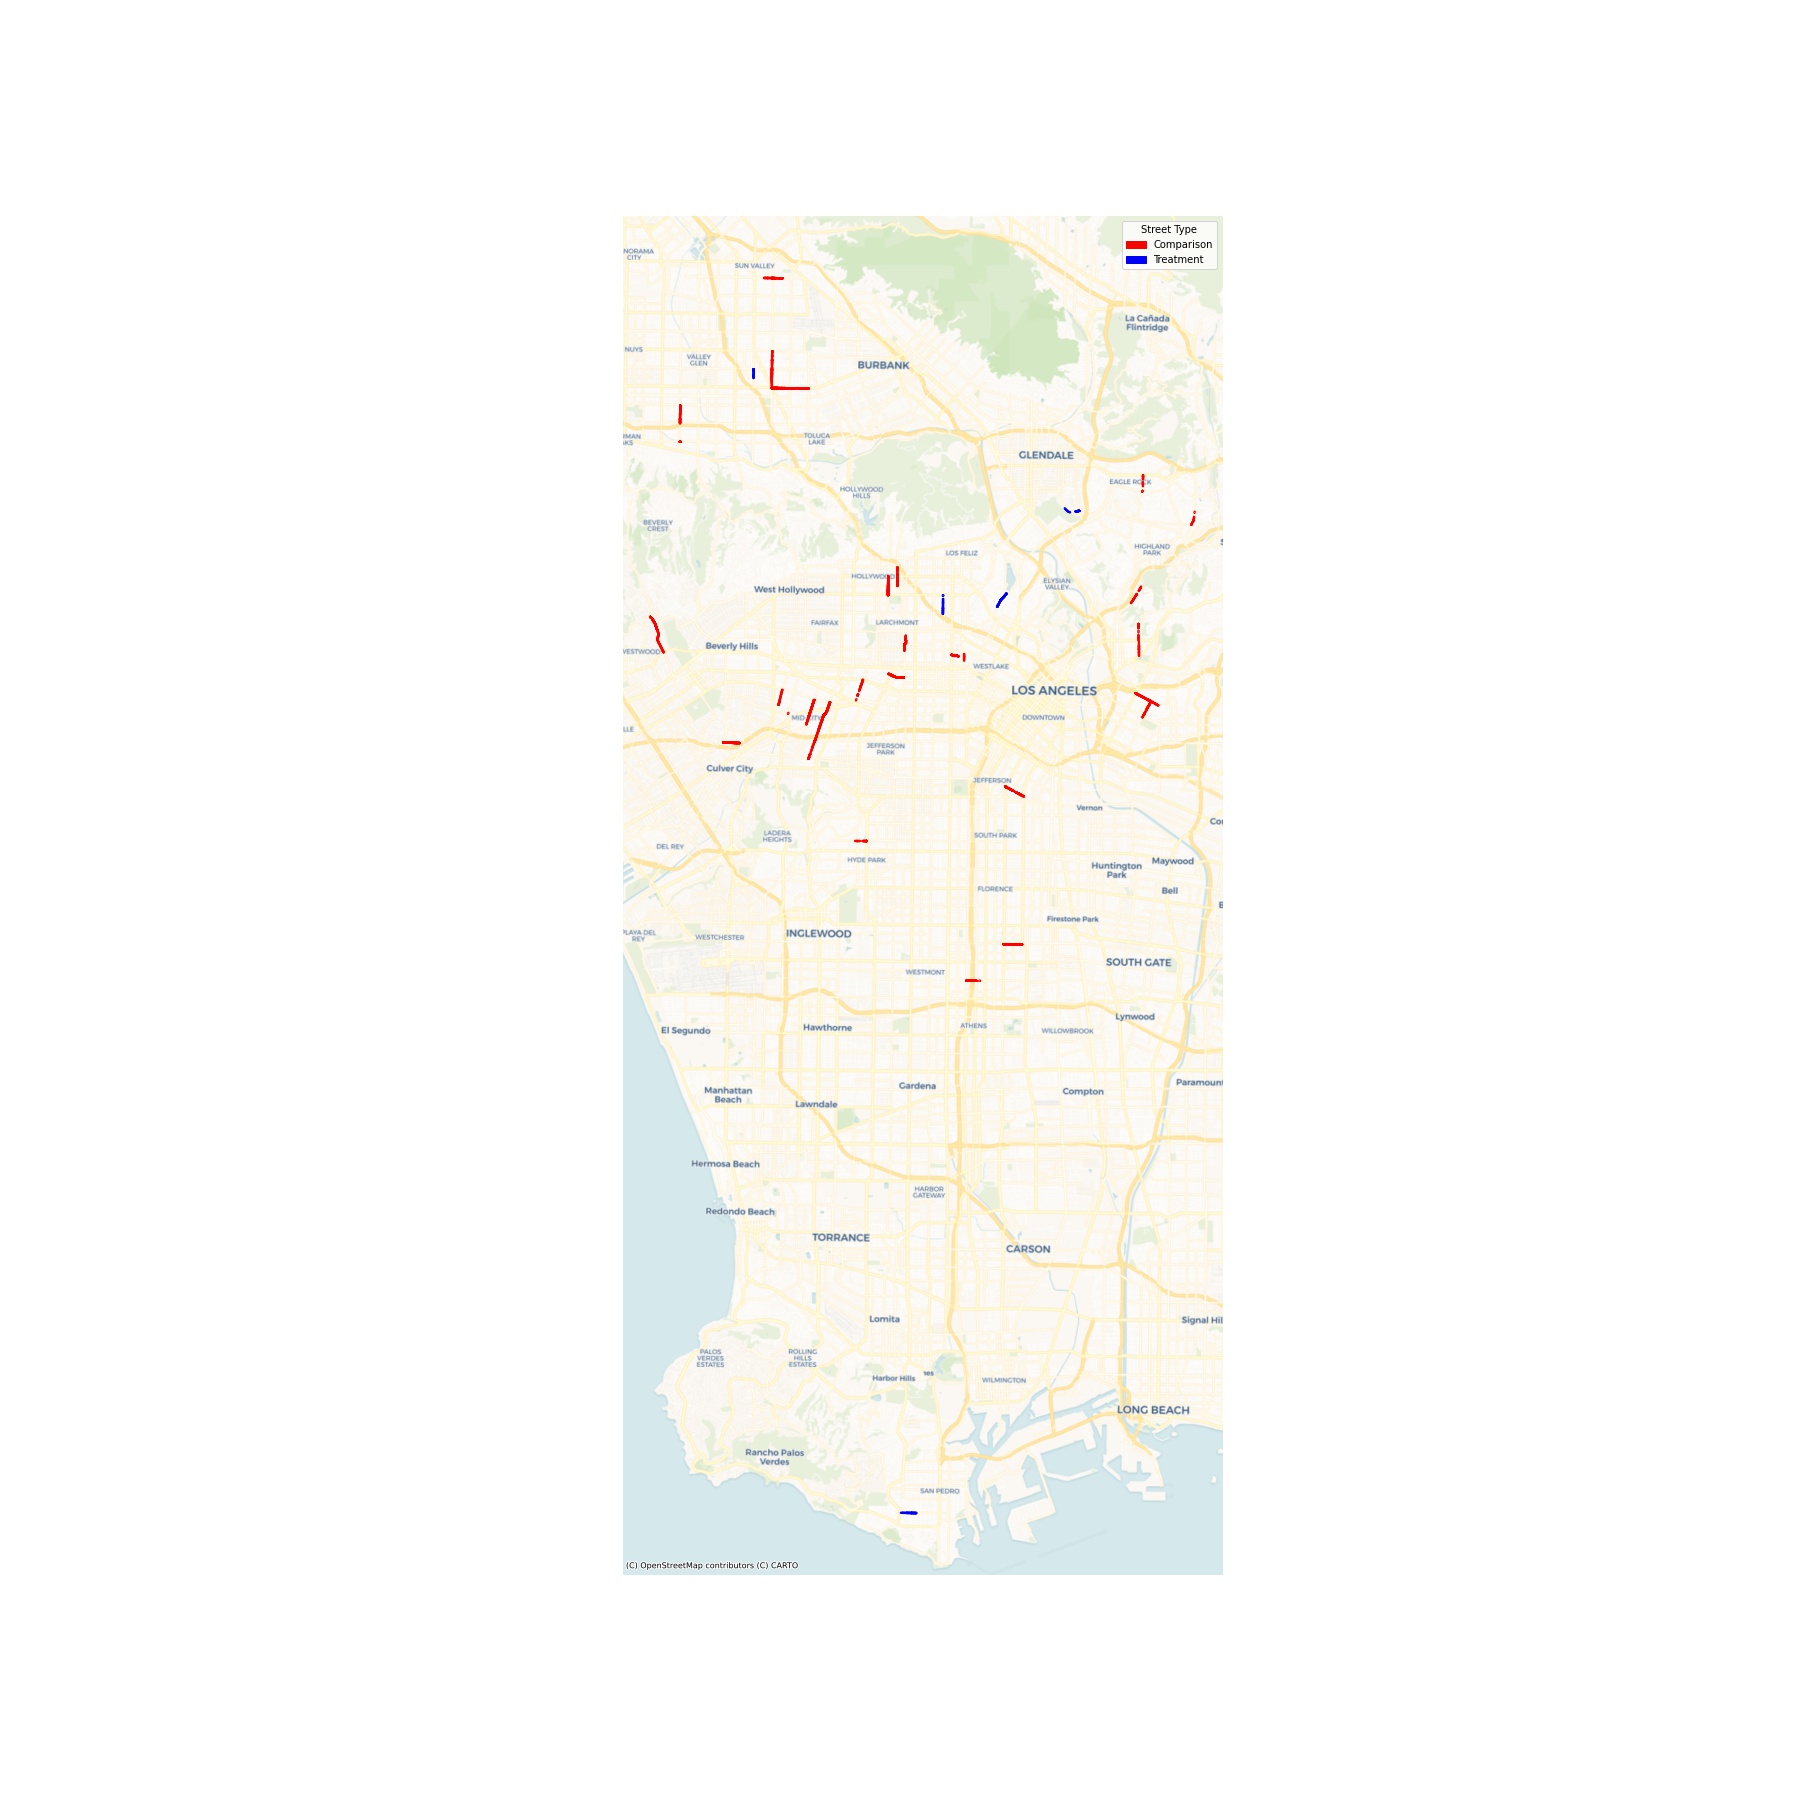 Street Type
Comparison
Treatment
NORAMA
CITY
SUN VALLEY
La Cañada
Flintridge
NUYS
VALLEY
GLEN
BURBANK
TOLUCA
LAKE
GLENDALE
EAGLE ROCK
HOLLYWOOD
HILLS
BEVERLY
CREST
HIGHLAND
PARK
LOS FELIZ
HOLLYWOOD
ELYSIAN
VALLEY
West Hollywood
FAIRFAX
LARCHMONT
Beverly Hills
WESTWOOD
WESTLAKE
LOS ANGELES
MID-CITY
DOWNTOWN
LLE
JEFFERSON
PARK
Culver City
JEFFERSON
Vernon
Co
LADERA
HEIGHTS
SOUTH PARK
DEL REY
HYDE PARK
Huntington
Park
Maywood
Bell
FLORENCE
Firestone Park
PLAYA DEL
REY
WESTCHESTER
INGLEWOOD
SOUTH GATE
WESTMONT
El Segundo
Hawthorne
ATHENS
WILLOWBROOK
Lynwood
Manhattan
Beach
Gardena
Compton
Paramount
Lawndale
Hermosa Beach
HARBOR
GATEWAY
Redondo Beach
TORRANCE
CARSON
Lomita
Signal Hil
PALOS
VERDES
ESTATES
ROLLING
HILLS
ESTATES
Harbor Hills
WILMINGTON
LONG BEACH
Rancho Palos
Verdes
SAN PEDRO
(C) OpenStreetMap contributors (C) CARTO